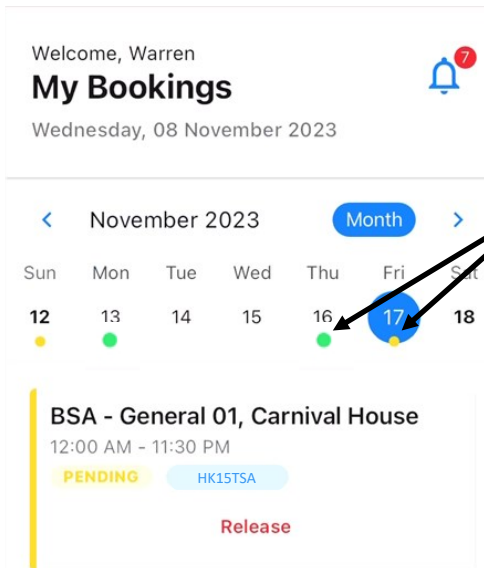 Welcome, Warren
7
My Bookings
Wednesday, 08 November 2023
< November 2023 Month >
Sun Mon Tue Wed Thu Fri Sat
12 13 14 15 16 17 18
BSA - General 01, Carnival House
12:00 AM - 11:30 PM
PENDING HK15TSA
Release